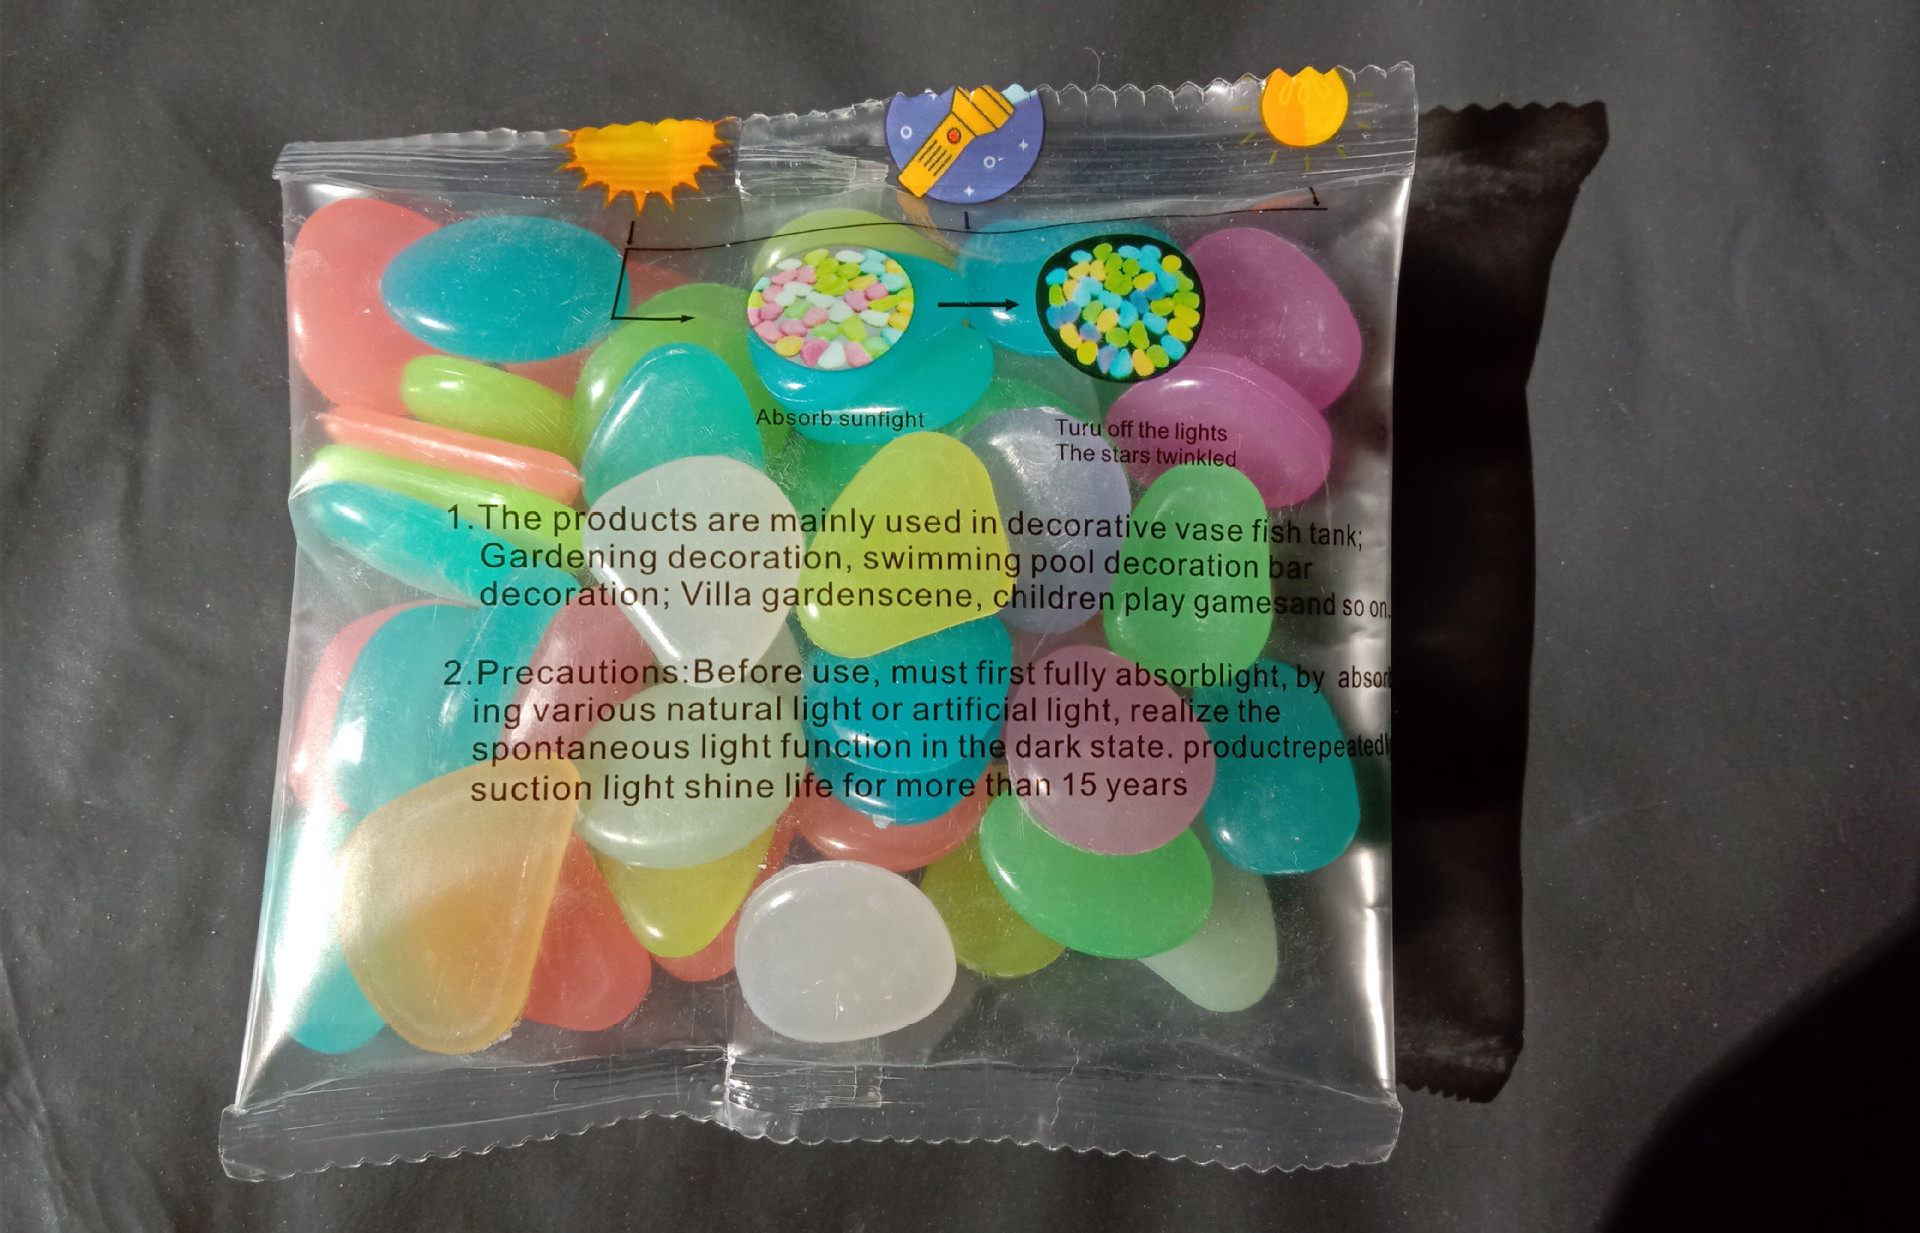 Absorb sunfight
Turu off the lights
The stars twinkled
1.The products are mainly used in decorative vase fish tank;
Gardening decoration, swimming pool decoration bar
decoration; Villa gardenscene, children play gamesand so on.
2.Precautions:Before use, must first fully absorblight, by absorb
ing various natural light or artificial light, realize the
spontaneous light function in the dark state. productrepeatedl
suction light shine life for more than 15 years